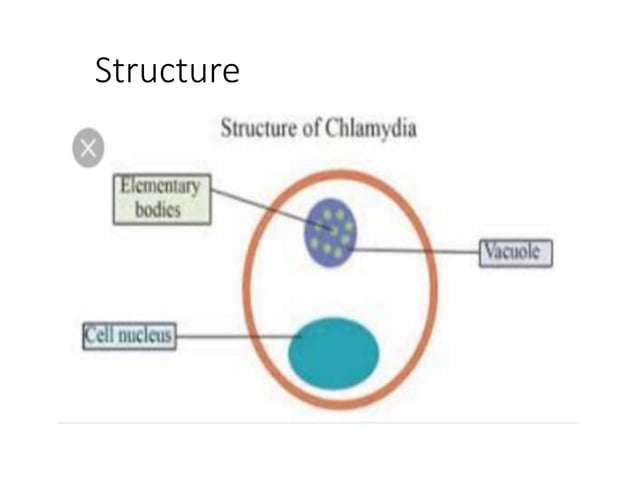 Structure
Structure of Chlamydia
Elementary
bodies
Vacuole
Cell nucleus